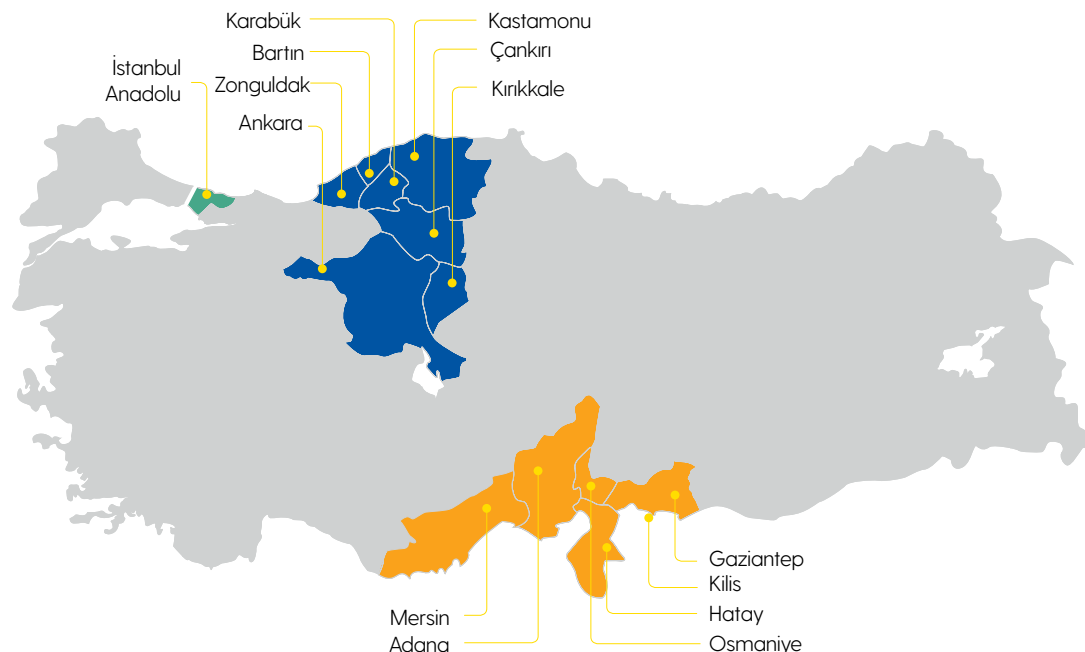 Karabük
Kastamonu
Bartın
Çankırı
İstanbul
Anadolu
Zonguldak
Kırıkkale
Ankara
Gaziantep
Kilis
Mersin
Hatay
Adana
Osmaniye